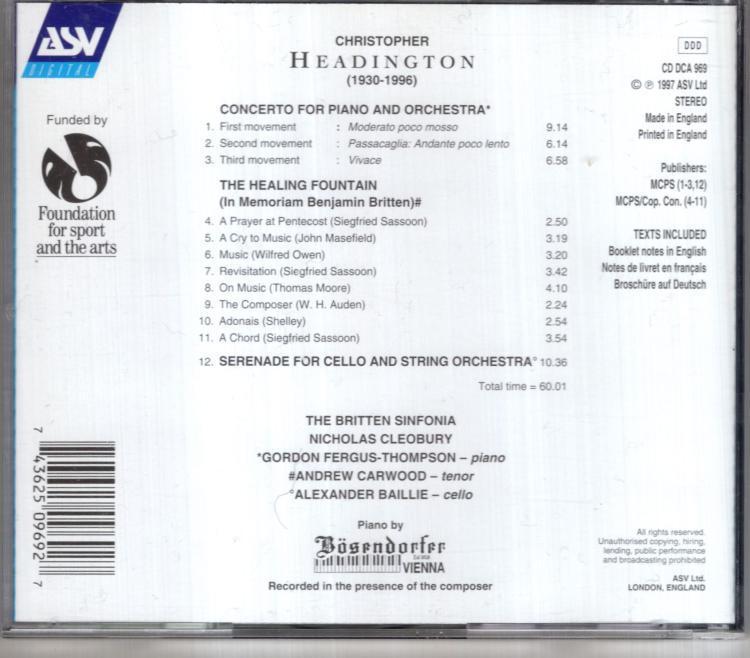 ASV
DIGITAL
Funded by
Foundation
for sport
and the arts
CHRISTOPHER
HEADINGTON
(1930-1996)
CONCERTO FOR PIANO AND ORCHESTRA*
1. First movement : Moderato poco mosso 9.14
2. Second movement : Passacaglia: Andante poco lento 6.14
3. Third movement : Vivace 6.58
THE HEALING FOUNTAIN
(In Memoriam Benjamin Britten)#
4. A Prayer at Pentecost (Siegfried Sassoon) 2.50
5. A Cry to Music (John Masefield) 3.19
6. Music (Wilfred Owen) 3.20
7. Revisitation (Siegfried Sassoon) 3.42
8. On Music (Thomas Moore) 4.10
9. The Composer (W. H. Auden) 2.24
10. Adonais (Shelley) 2.54
11. A Chord (Siegfried Sassoon) 3.54
12. SERENADE FOR CELLO AND STRING ORCHESTRA° 10.36
Total time = 60.01
THE BRITTEN SINFONIA
NICHOLAS CLEOBURY
*GORDON FERGUS-THOMPSON – piano
#ANDREW CARWOOD – tenor
°ALEXANDER BAILLIE – cello
Piano by
Bösendorfer
VIENNA
Recorded in the presence of the composer
DDD
CD DCA 969
© ℗ 1997 ASV Ltd
STEREO
Made in England
Printed in England
Publishers:
MCPS (1-3,12)
MCPS/Cop. Con. (4-11)
TEXTS INCLUDED
Booklet notes in English
Notes de livret en français
Broschüre auf Deutsch
All rights reserved.
Unauthorised copying, hiring,
lending, public performance
and broadcasting prohibited
ASV Ltd.
LONDON, ENGLAND
7 43625 09692 7